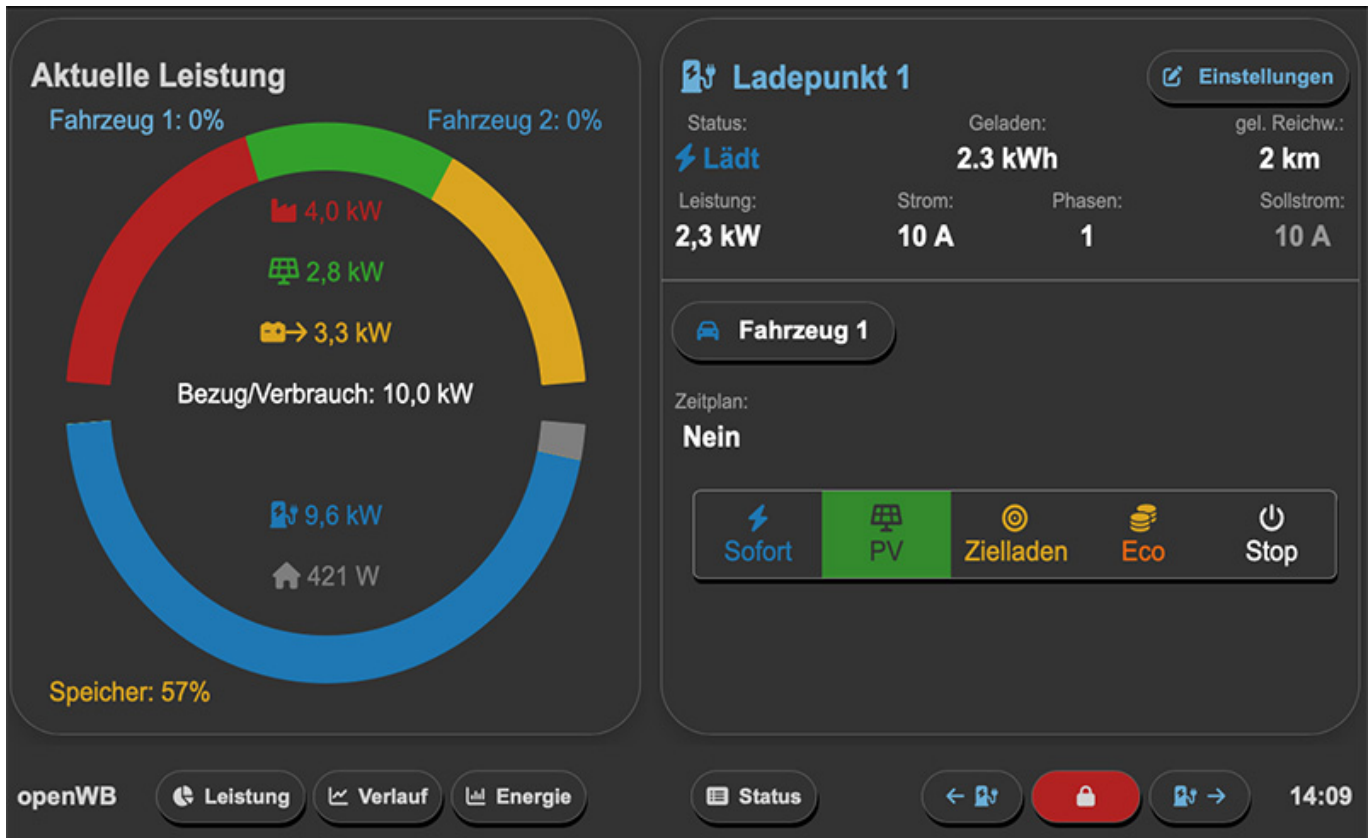 Aktuelle Leistung
Fahrzeug 1: 0% Fahrzeug 2: 0%
4,0 kW
2,8 kW
3,3 kW
Bezug/Verbrauch: 10,0 kW
9,6 kW
421 W
Speicher: 57%
Ladepunkt 1 Einstellungen
Status: Geladen: gel. Reichw.:
Lädt 2.3 kWh 2 km
Leistung: Strom: Phasen: Sollstrom:
2,3 kW 10 A 1 10 A
Fahrzeug 1
Zeitplan:
Nein
Sofort PV Zielladen Eco Stop
openWB Leistung Verlauf Energie Status 14:09